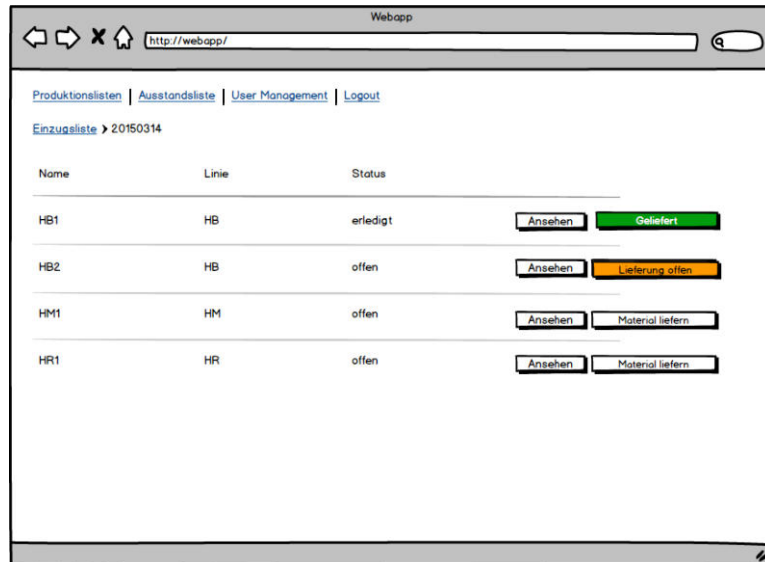 Webapp
http://webapp/
Produktionslisten | Ausstandsliste | User Management | Logout
Einzugsliste > 20150314
Name Linie Status
HB1 HB erledigt Ansehen Geliefert
HB2 HB offen Ansehen Lieferung offen
HM1 HM offen Ansehen Material liefern
HR1 HR offen Ansehen Material liefern